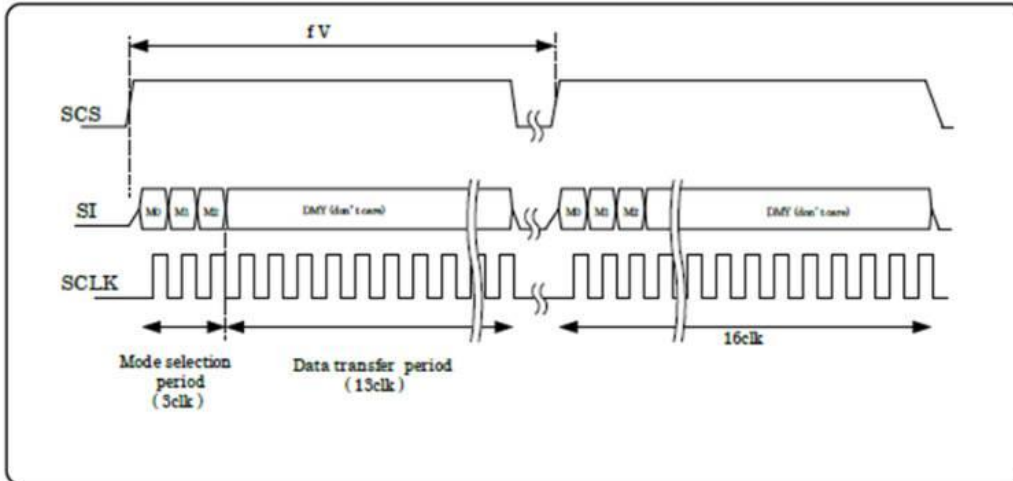 fV
SCS
SI
M0 M1 M2 DMY (don't care) M0 M1 M2 DMY (don't care)
SCLK
16clk
Mode selection
period
( 3clk )
Data transfer period
( 13clk )